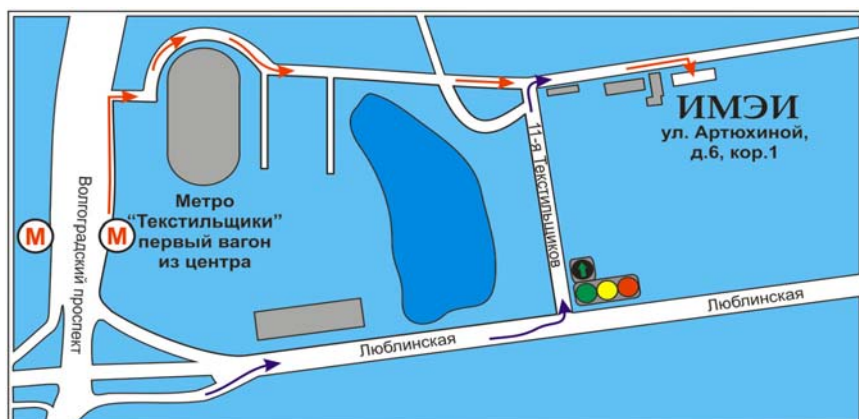 ИМЭИ
ул. Артюхиной,
д.6, кор.1
11-я Текстильщиков
Волгоградский проспект
Метро
“Текстильщики”
первый вагон
из центра
М
М
Люблинская
Люблинская